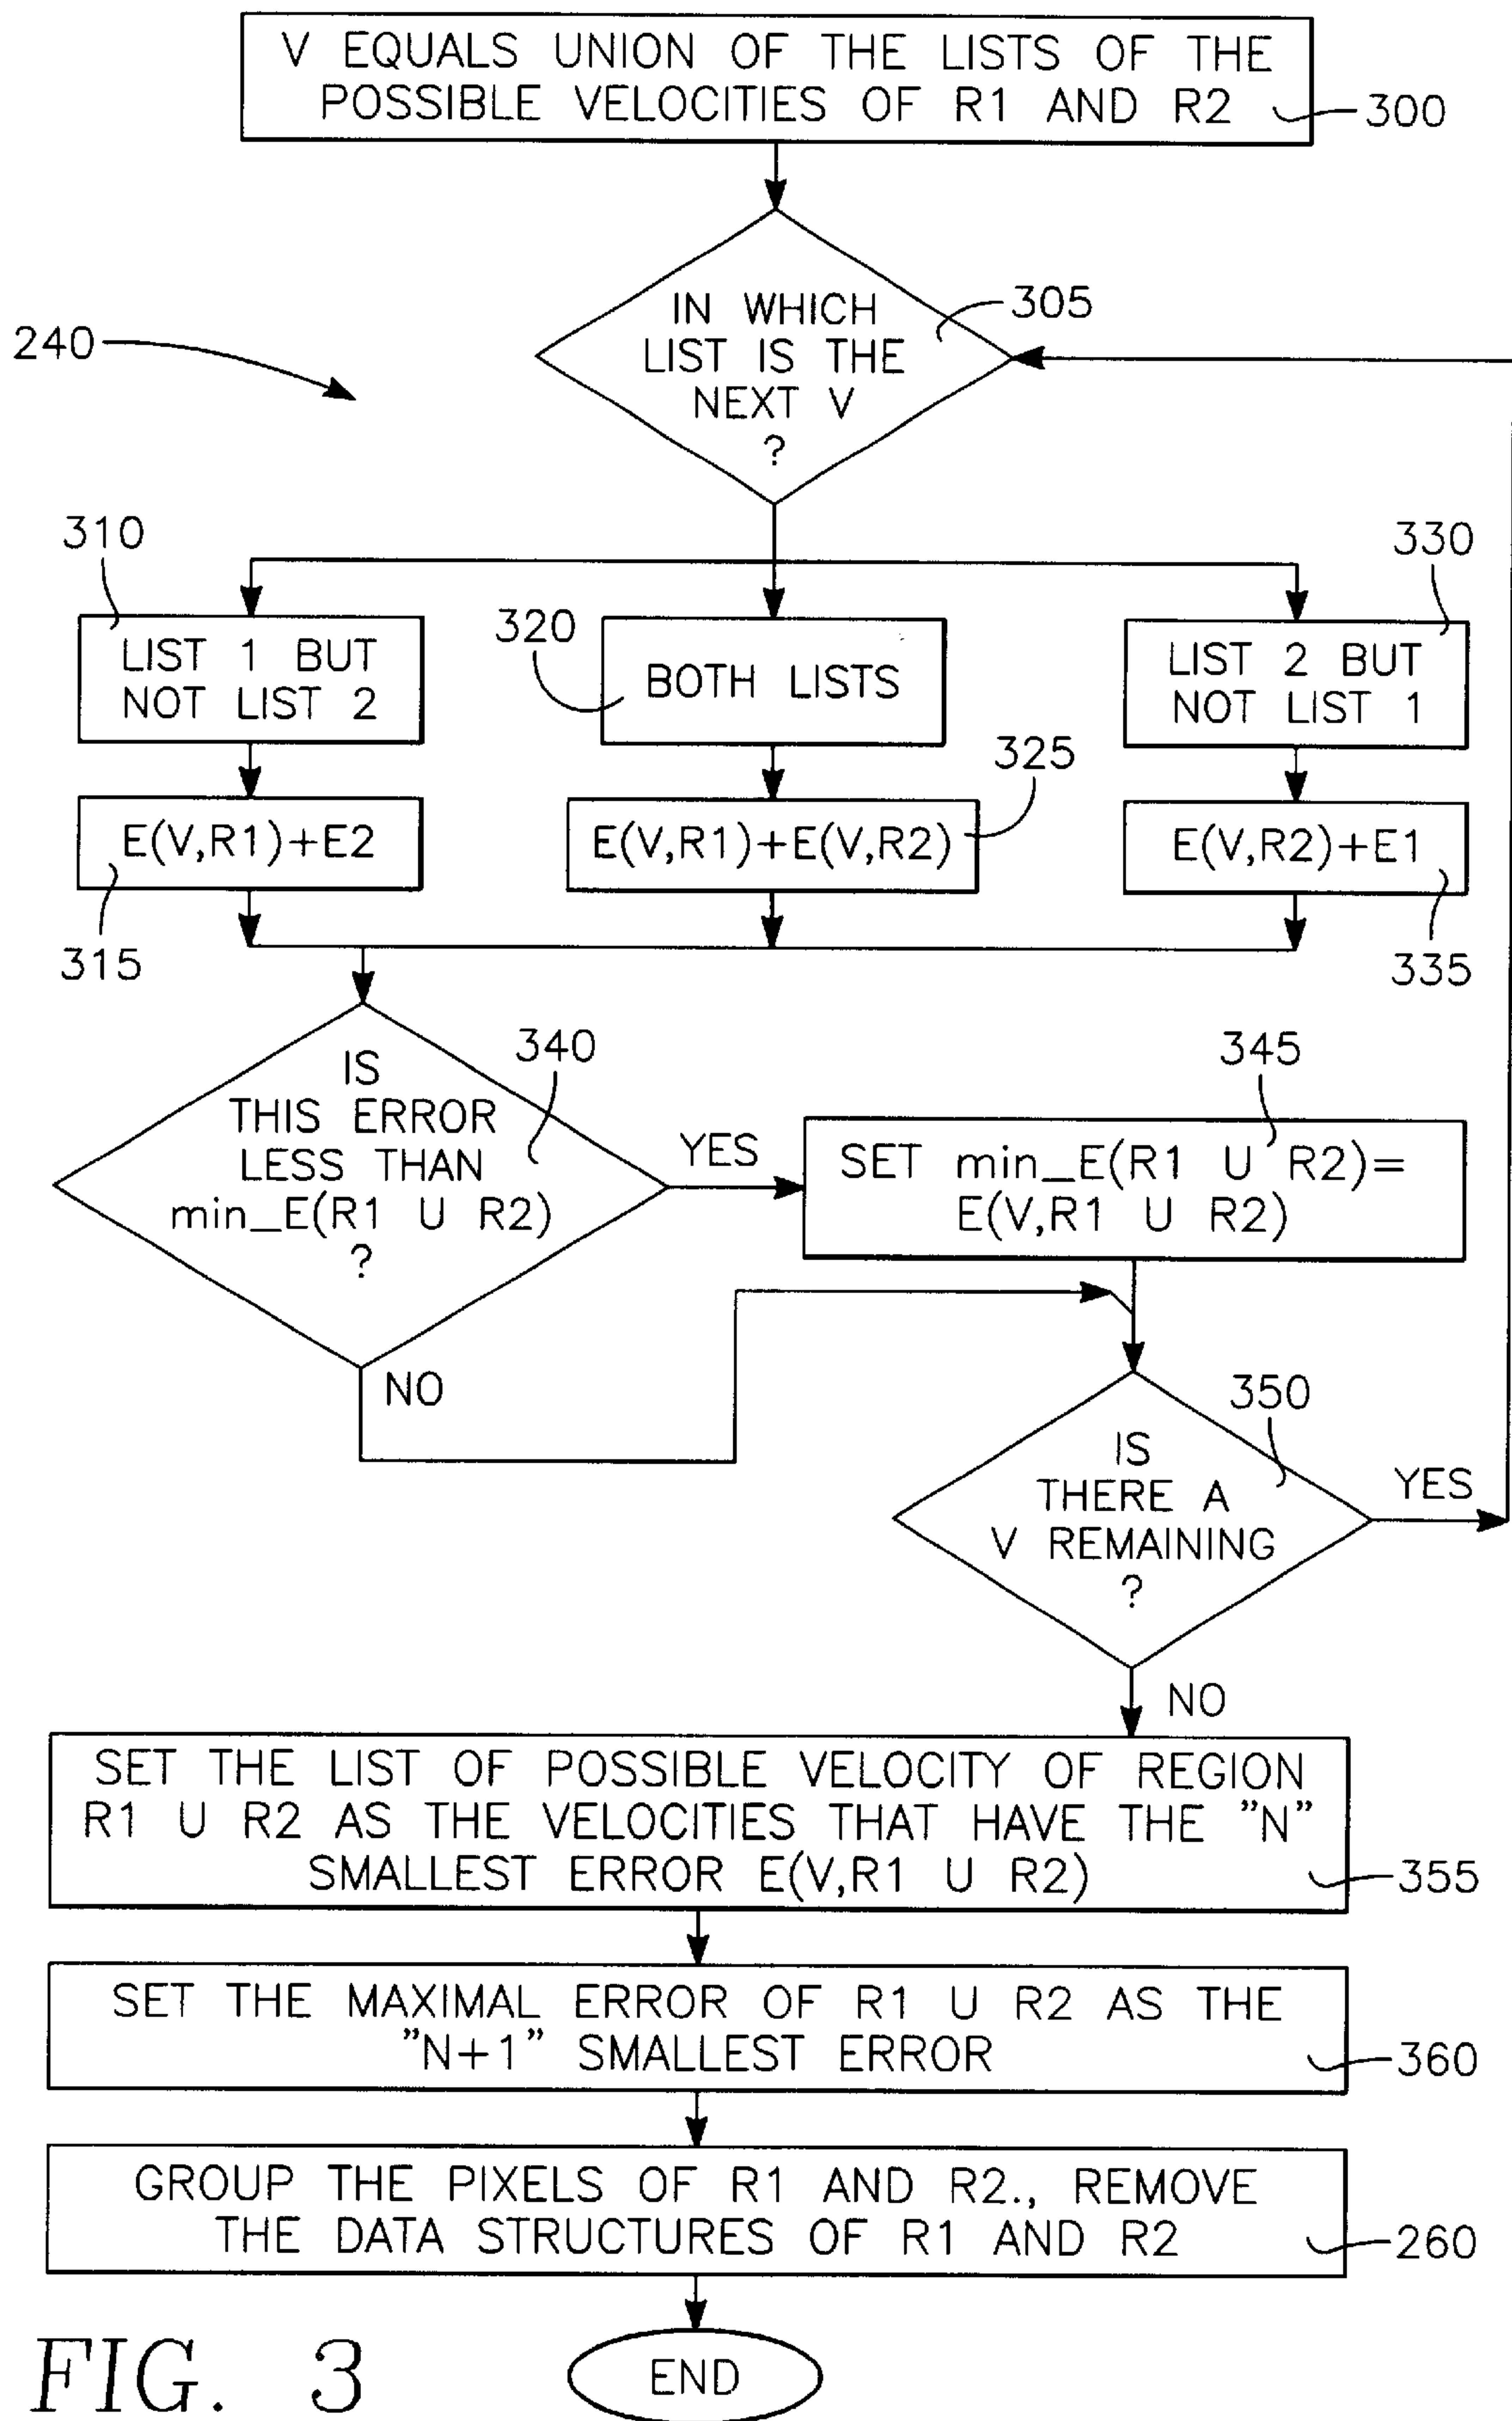 V EQUALS UNION OF THE LISTS OF THE
POSSIBLE VELOCITIES OF R1 AND R2
300
IN WHICH
LIST IS THE
NEXT V
?
305
240
310
LIST 1 BUT
NOT LIST 2
320
BOTH LISTS
330
LIST 2 BUT
NOT LIST 1
E(V,R1)+E2
315
E(V,R1)+E(V,R2)
325
E(V,R2)+E1
335
IS
THIS ERROR
LESS THAN
min_E(R1 U R2)
?
340
YES
NO
345
SET min_E(R1 U R2)=
E(V,R1 U R2)
IS
THERE A
V REMAINING
?
350
YES
NO
SET THE LIST OF POSSIBLE VELOCITY OF REGION
R1 U R2 AS THE VELOCITIES THAT HAVE THE "N"
SMALLEST ERROR E(V,R1 U R2)
355
SET THE MAXIMAL ERROR OF R1 U R2 AS THE
"N+1" SMALLEST ERROR
360
GROUP THE PIXELS OF R1 AND R2., REMOVE
THE DATA STRUCTURES OF R1 AND R2
260
END
FIG. 3